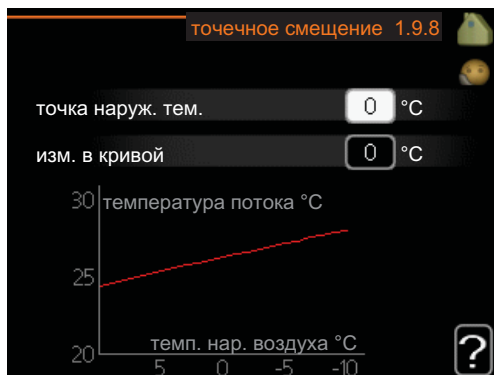 точечное смещение 1.9.8
точка наруж. тем. 0 °C
изм. в кривой 0 °C
30 температура потока °C
25
20 темп. нар. воздуха °C
5 0 -5 -10
?